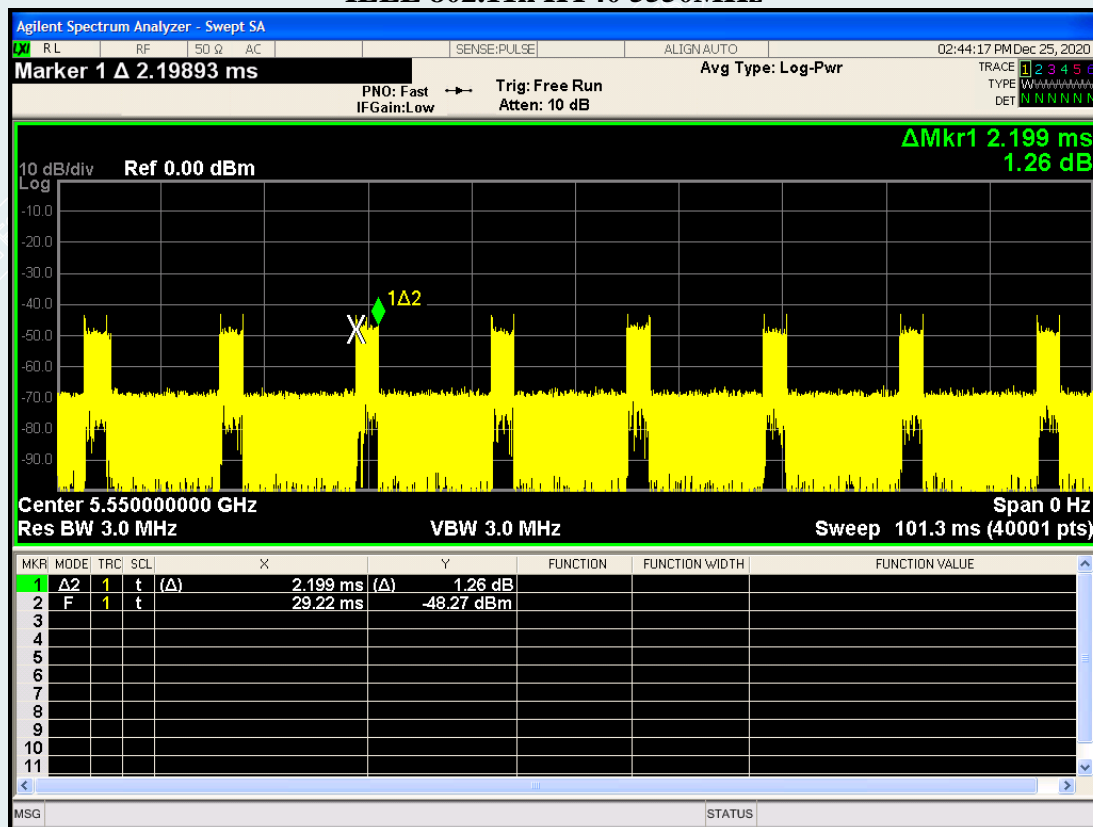 Agilent Spectrum Analyzer - Swept SA
LXI RL RF 50 Ω AC SENSE:PULSE ALIGN AUTO 02:44:17 PM Dec 25, 2020
Marker 1 Δ 2.19893 ms
Avg Type: Log-Pwr
TRACE 1 2 3 4 5 6
PNO: Fast Trig: Free Run
TYPE
IFGain:Low Atten: 10 dB
DET N N N N N N
ΔMkr1 2.199 ms
1.26 dB
10 dB/div Ref 0.00 dBm
Log
-10.0
-20.0
-30.0
-40.0
1Δ2
X
-50.0
-60.0
-70.0
-80.0
-90.0
Center 5.550000000 GHz Span 0 Hz
Res BW 3.0 MHz VBW 3.0 MHz Sweep 101.3 ms (40001 pts)
MKR MODE TRC SCL X Y FUNCTION FUNCTION WIDTH FUNCTION VALUE
1 Δ2 1 t (Δ) 2.199 ms (Δ) 1.26 dB
2 F 1 t 29.22 ms -48.27 dBm
3
4
5
6
7
8
9
10
11
MSG STATUS